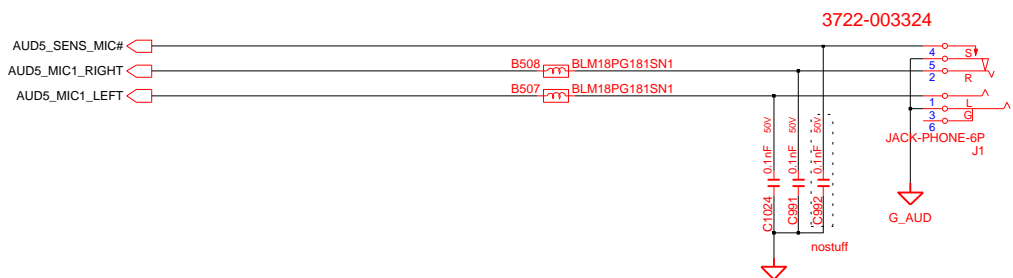 3722-003324
AUD5_SENS_MIC#
4
S
5
AUD5_MIC1_RIGHT
B508
BLM18PG181SN1
2
R
AUD5_MIC1_LEFT
B507
BLM18PG181SN1
1
L
3
G
6
JACK-PHONE-6P
J1
50V
50V
50V
0.1nF
0.1nF
0.1nF
C1024
C991
C992
G_AUD
nostuff